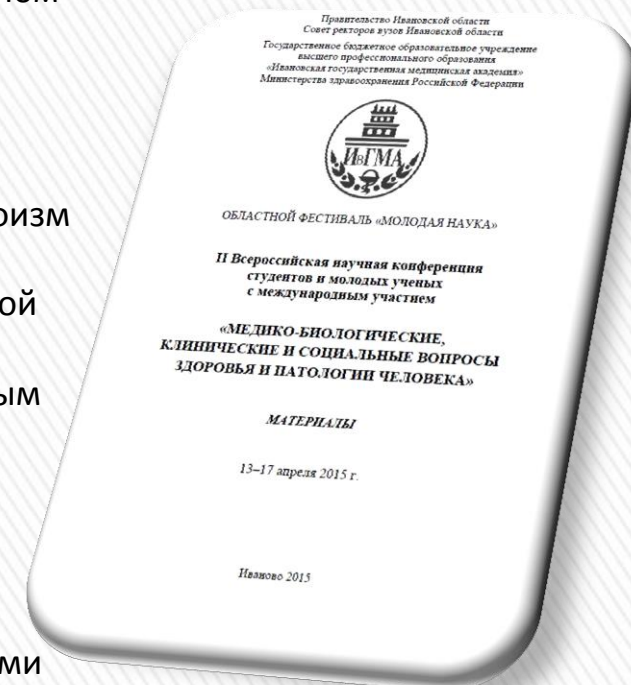 ом
ризм
ой
ым
ми
Правительство Ивановской области
Совет ректоров вузов Ивановской области
Государственное бюджетное образовательное учреждение
высшего профессионального образования
«Ивановская государственная медицинская академия»
Министерства здравоохранения Российской Федерации
ИвГМА
ОБЛАСТНОЙ ФЕСТИВАЛЬ «МОЛОДАЯ НАУКА»
II Всероссийская научная конференция
студентов и молодых ученых
с международным участием
«МЕДИКО-БИОЛОГИЧЕСКИЕ,
КЛИНИЧЕСКИЕ И СОЦИАЛЬНЫЕ ВОПРОСЫ
ЗДОРОВЬЯ И ПАТОЛОГИИ ЧЕЛОВЕКА»
МАТЕРИАЛЫ
13–17 апреля 2015 г.
Иваново 2015